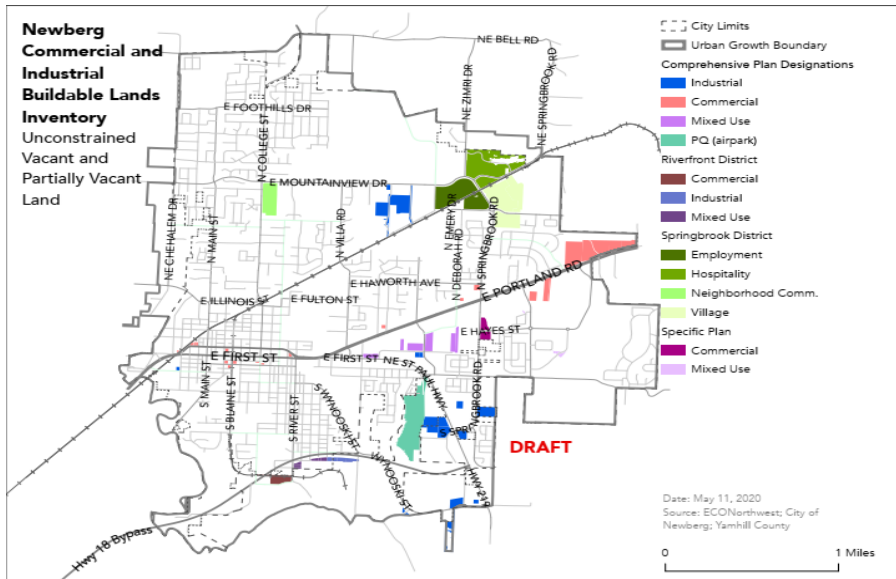 Newberg
Commercial and
Industrial
Buildable Lands
Inventory
Unconstrained
Vacant and
Partially Vacant
Land
City Limits
Urban Growth Boundary
Comprehensive Plan Designations
Industrial
Commercial
Mixed Use
PQ (airpark)
Riverfront District
Commercial
Industrial
Mixed Use
Springbrook District
Employment
Hospitality
Neighborhood Comm.
Village
Specific Plan
Commercial
Mixed Use
NE BELL RD
NE ZIMRI DR
NE SPRINGBROOK RD
E FOOTHILLS DR
N COLLEGE ST
E MOUNTAINVIEW DR
NE CHEHALEM DR
N MAIN ST
N VILLA RD
N EMERY DR
N DEBORAH RD
N SPRINGBROOK RD
E HAWORTH AVE
E PORTLAND RD
E ILLINOIS ST
E FULTON ST
E HAYES ST
E FIRST ST
E FIRST ST
NE ST PAUL HWY
S MAIN ST
S BLAINE ST
S RIVER ST
S WYNOOSKI ST
S SPRINGBROOK RD
DRAFT
WYNOOSKI ST
HWY 219
Hwy 18 Bypass
Date: May 11, 2020
Source: ECONorthwest; City of
Newberg; Yamhill County
0 1 Miles